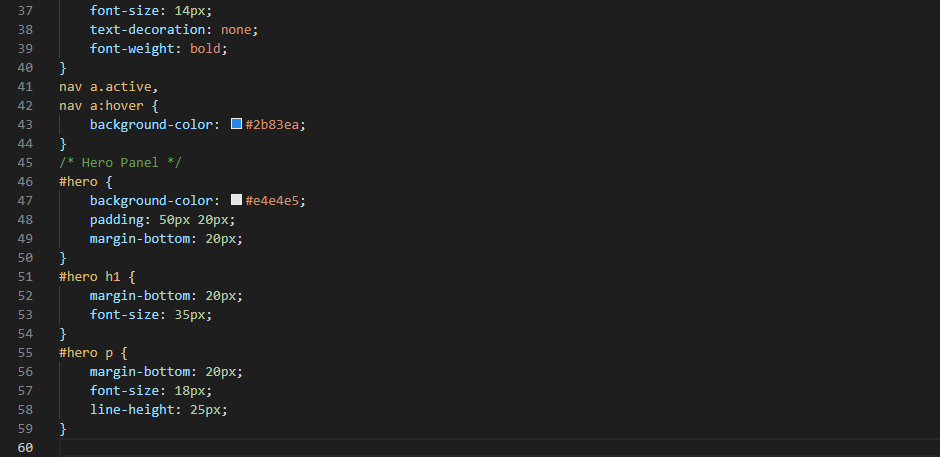 37 font-size: 14px;
38 text-decoration: none;
39 font-weight: bold;
40 }
41 nav a.active,
42 nav a:hover {
43 background-color: #2b83ea;
44 }
45 /* Hero Panel */
46 #hero {
47 background-color: #e4e4e5;
48 padding: 50px 20px;
49 margin-bottom: 20px;
50 }
51 #hero h1 {
52 margin-bottom: 20px;
53 font-size: 35px;
54 }
55 #hero p {
56 margin-bottom: 20px;
57 font-size: 18px;
58 line-height: 25px;
59 }
60